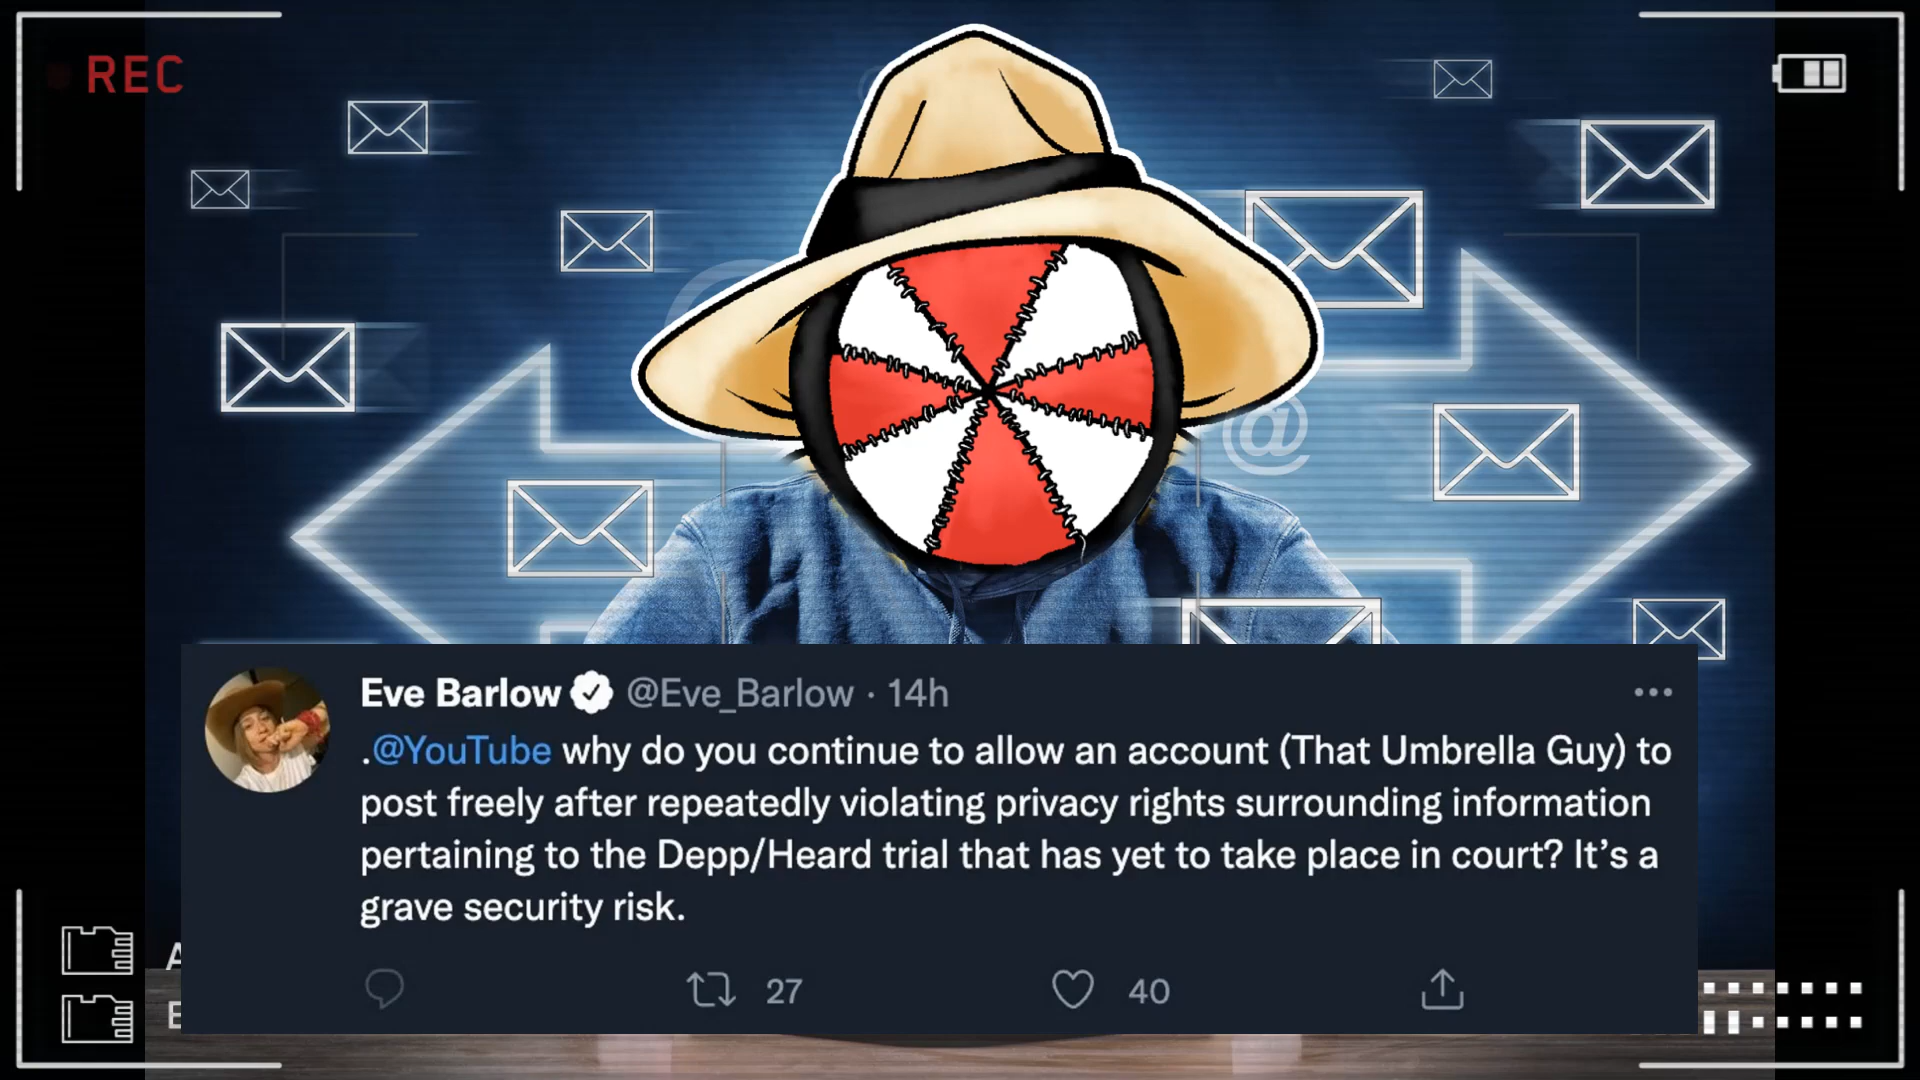 REC
@
Eve Barlow @Eve_Barlow · 14h
.@YouTube why do you continue to allow an account (That Umbrella Guy) to
post freely after repeatedly violating privacy rights surrounding information
pertaining to the Depp/Heard trial that has yet to take place in court? It’s a
grave security risk.
27 40
A